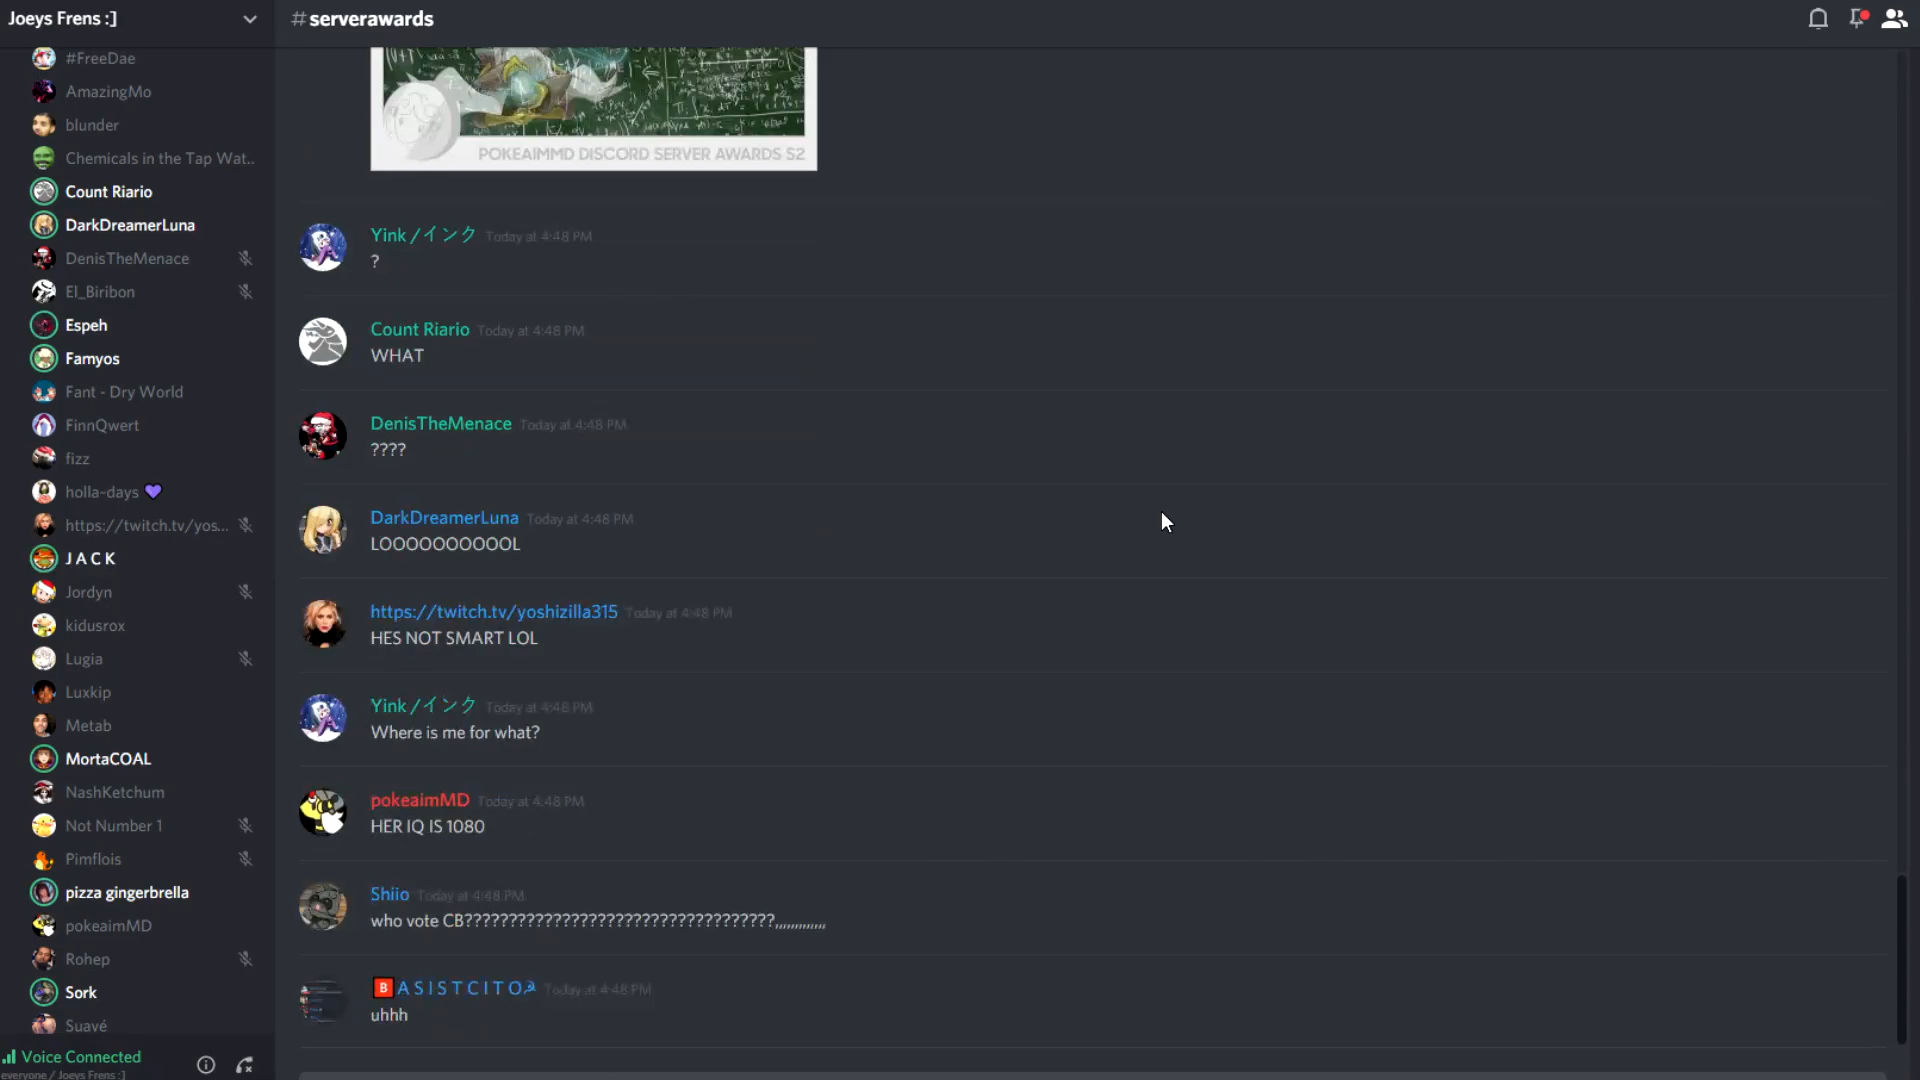 Joeys Frens :]
#FreeDae
AmazingMo
blunder
Chemicals in the Tap Wat..
Count Riario
DarkDreamerLuna
DenisTheMenace
El_Biribon
Espeh
Famyos
Fant - Dry World
FinnQwert
fizz
holla-days 💜
https://twitch.tv/yos...
J A C K
Jordyn
kidusrox
Lugia
Luxkip
Metab
MortaCOAL
NashKetchum
Not Number 1
Pimflois
pizza gingerbrella
pokeaimMD
Rohep
Sork
Suavé
Voice Connected
everyone / Joeys Frens :]
# serverawards
POKEAIMMD DISCORD SERVER AWARDS S2
Yink /インク Today at 4:48 PM
?
Count Riario Today at 4:48 PM
WHAT
DenisTheMenace Today at 4:48 PM
????
DarkDreamerLuna Today at 4:48 PM
LOOOOOOOOOOL
https://twitch.tv/yoshizilla315 Today at 4:48 PM
HES NOT SMART LOL
Yink /インク Today at 4:48 PM
Where is me for what?
pokeaimMD Today at 4:48 PM
HER IQ IS 1080
Shiio Today at 4:48 PM
who vote CB???????????????????????????????????,,,,,,,,,,,,,
🅱 A S I S T C I T O☭ Today at 4:48 PM
uhhh